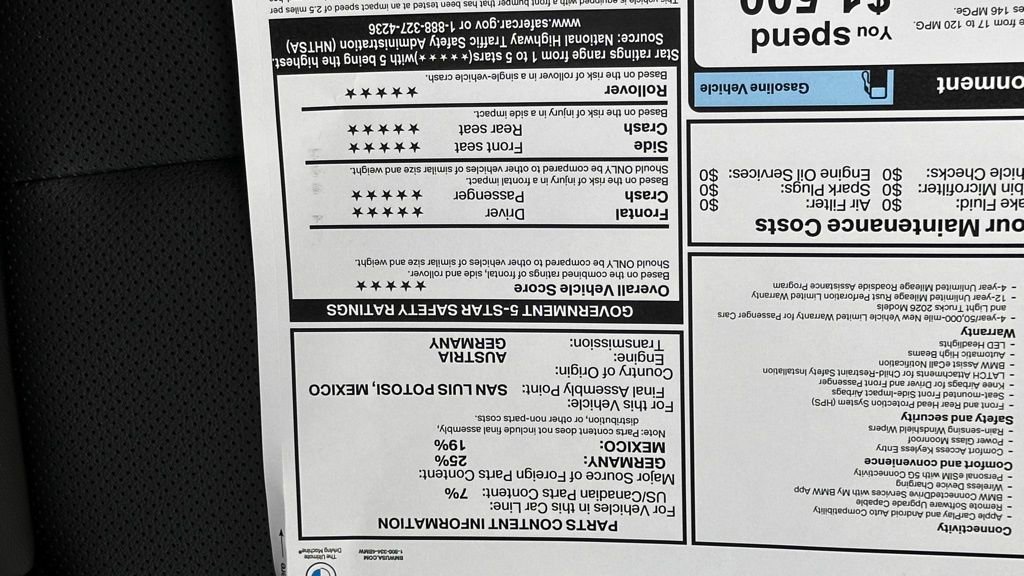 The Ultimate
Driving Machine®
BMWUSA.COM
1-800-334-4BMW
Connectivity
- Apple CarPlay and Android Auto Compatibility
- Remote Software Upgrade Capable
- BMW ConnectedDrive Services with My BMW App
- Wireless Device Charging
- Personal eSIM with 5G Connectivity
Comfort and convenience
- Comfort Access Keyless Entry
- Power Glass Moonroof
- Rain-sensing Windshield Wipers
Safety and security
- Front and Rear Head Protection System (HPS)
- Seat-mounted Front Side-Impact Airbags
- Knee Airbags for Driver and Front Passenger
- LATCH Attachments for Child-Restraint Safety Installation
- BMW Assist eCall Notification
- Automatic High Beams
- LED Headlights
Warranty
- 4-year/50,000-mile New Vehicle Limited Warranty for Passenger Cars
and Light Trucks 2026 Models
- 12-year Unlimited Mileage Rust Perforation Limited Warranty
- 4-year Unlimited Mileage Roadside Assistance Program
our Maintenance Costs
ake Fluid: $0 Air Filter: $0
bin Microfilter: $0 Spark Plugs: $0
hicle Checks: $0 Engine Oil Services: $0
onment
Gasoline Vehicle
You spend
$1,500
from 17 to 120 MPG.
es 146 MPGe.
PARTS CONTENT INFORMATION
For Vehicles in this Car Line:
US/Canadian Parts Content: 7%
Major Source of Foreign Parts Content:
GERMANY: 25%
MEXICO: 19%
Note: Parts content does not include final assembly,
distribution, or other non-parts costs.
For this Vehicle:
Final Assembly Point: SAN LUIS POTOSI, MEXICO
Country of Origin:
Engine: AUSTRIA
Transmission: GERMANY
GOVERNMENT 5-STAR SAFETY RATINGS
Overall Vehicle Score ★★★★★
Based on the combined ratings of frontal, side and rollover.
Should ONLY be compared to other vehicles of similar size and weight.
Frontal Driver ★★★★★
Crash Passenger ★★★★★
Based on the risk of injury in a frontal impact.
Should ONLY be compared to other vehicles of similar size and weight.
Side Front seat ★★★★★
Crash Rear seat ★★★★★
Based on the risk of injury in a side impact.
Rollover ★★★★★
Based on the risk of rollover in a single-vehicle crash.
Star ratings range from 1 to 5 stars(★★★★★)with 5 being the highest.
Source: National Highway Traffic Safety Administration (NHTSA)
www.safercar.gov or 1-888-327-4236
This vehicle is equipped with a front bumper that has been tested at an impact speed of 2.5 miles per